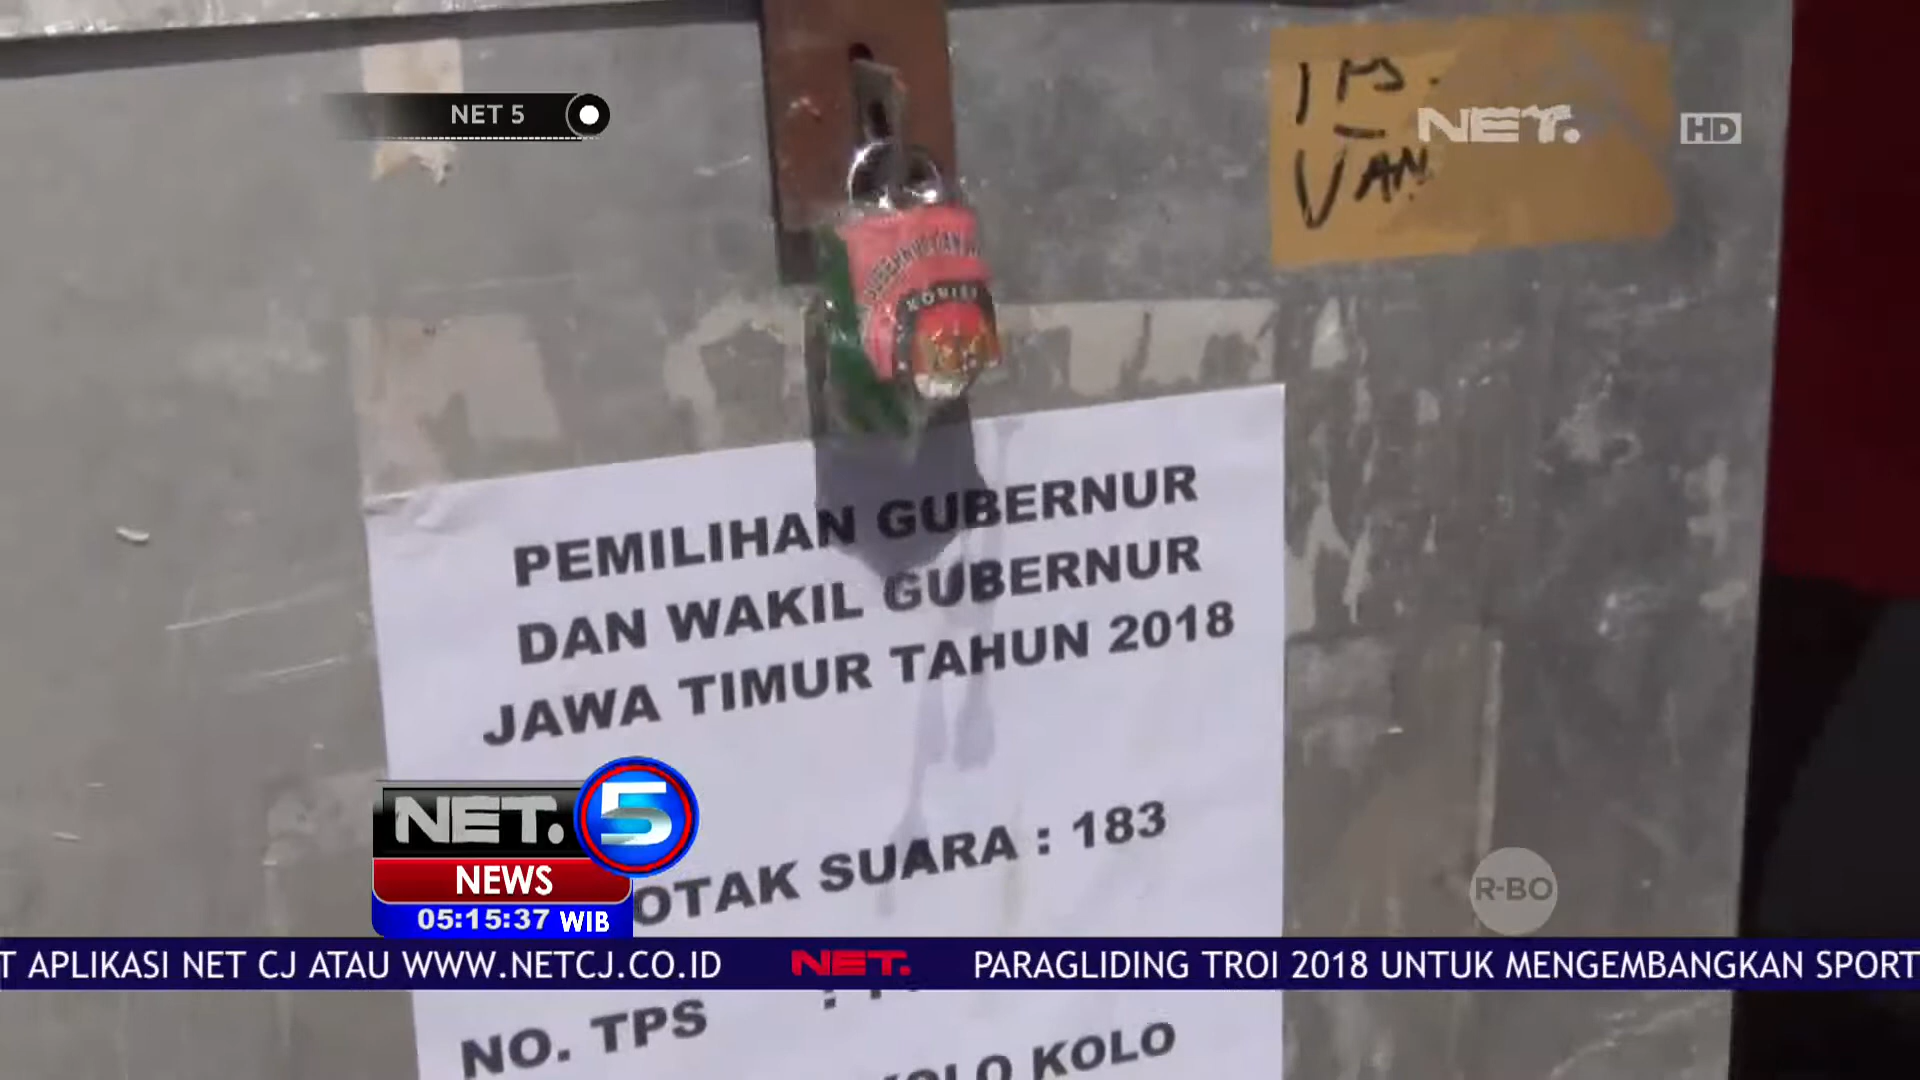 NET 5
TPS.
VAN
NET.
HD
KOMISI
PEMILIHAN GUBERNUR
DAN WAKIL GUBERNUR
JAWA TIMUR TAHUN 2018
OTAK SUARA : 183
NET. 5
NEWS
05:15:37 WIB
R-BO
T APLIKASI NET CJ ATAU WWW.NETCJ.CO.ID NET. PARAGLIDING TROI 2018 UNTUK MENGEMBANGKAN SPORT
NO. TPS :
KOLO KOLO